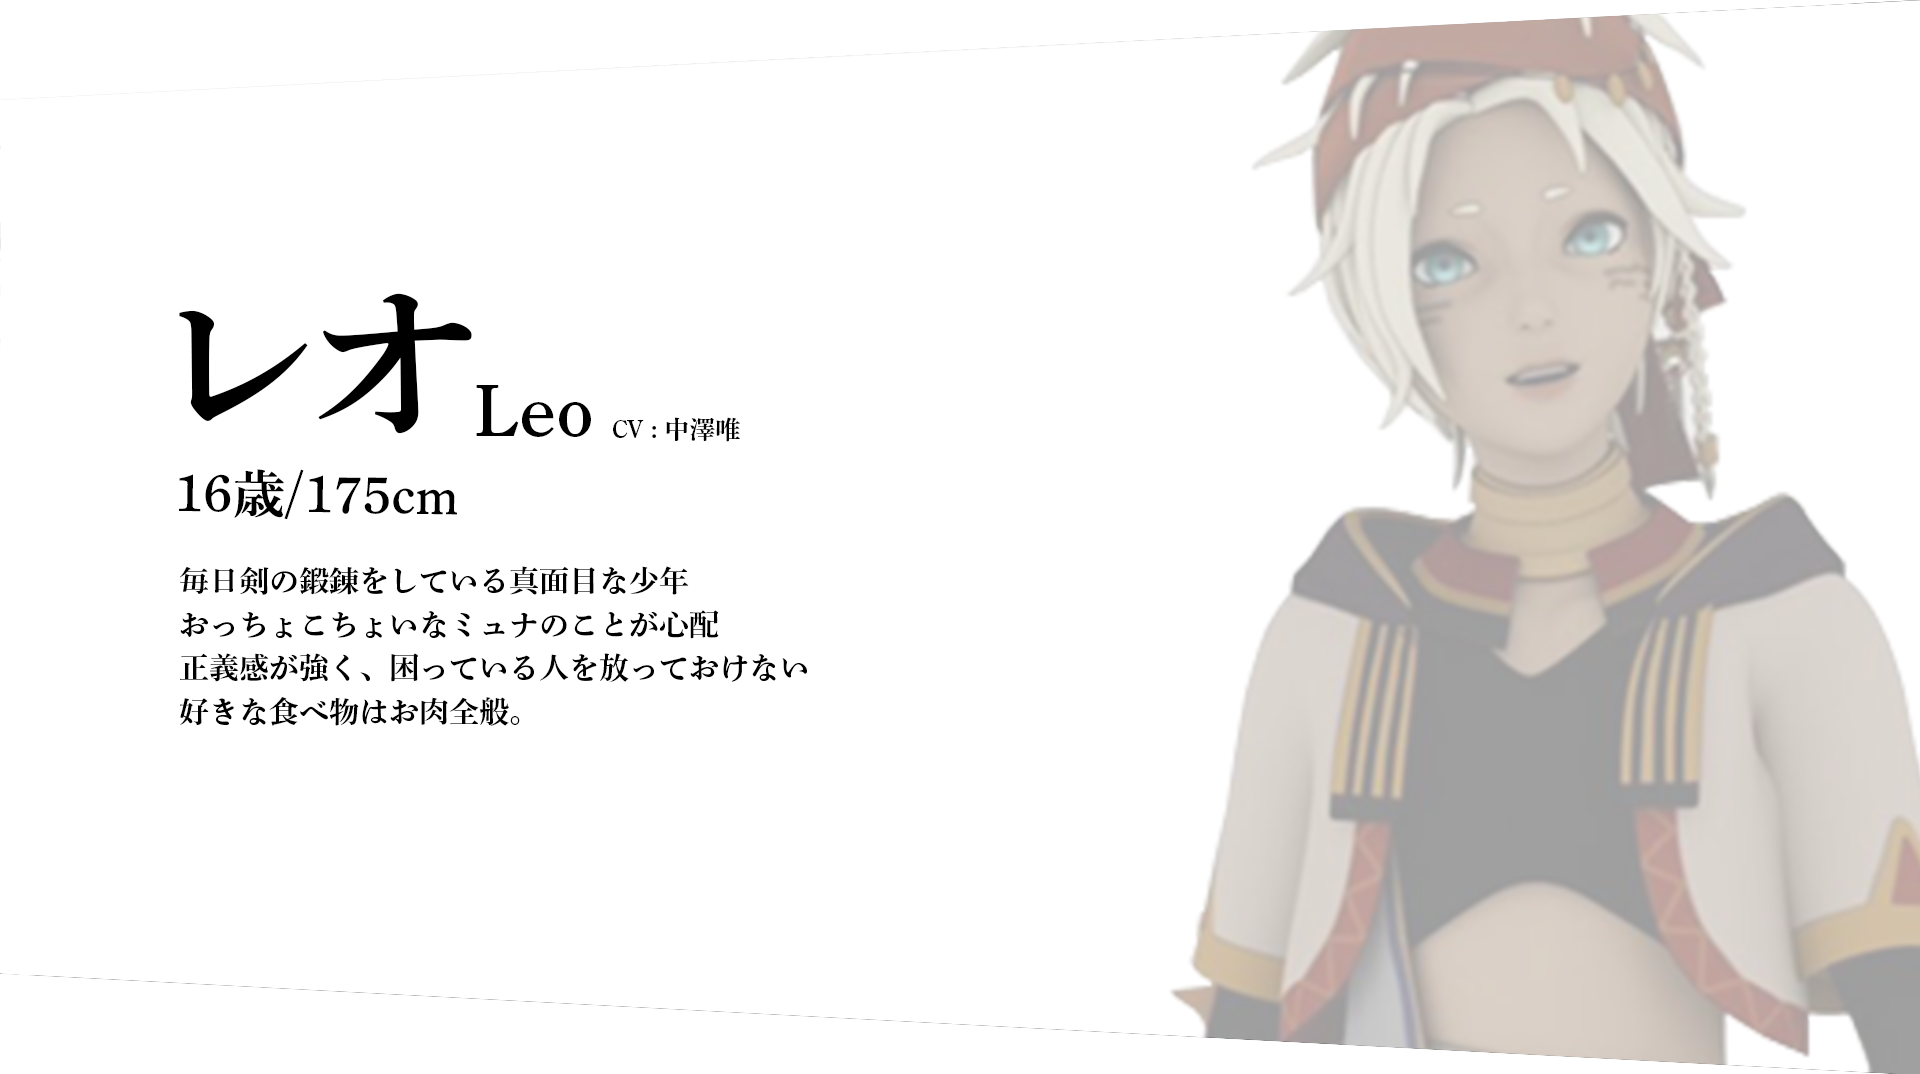 レオ Leo CV : 中澤唯
16歳/175cm
毎日剣の鍛錬をしている真面目な少年
おっちょこちょいなミュナのことが心配
正義感が強く、困っている人を放っておけない
好きな食べ物はお肉全般。